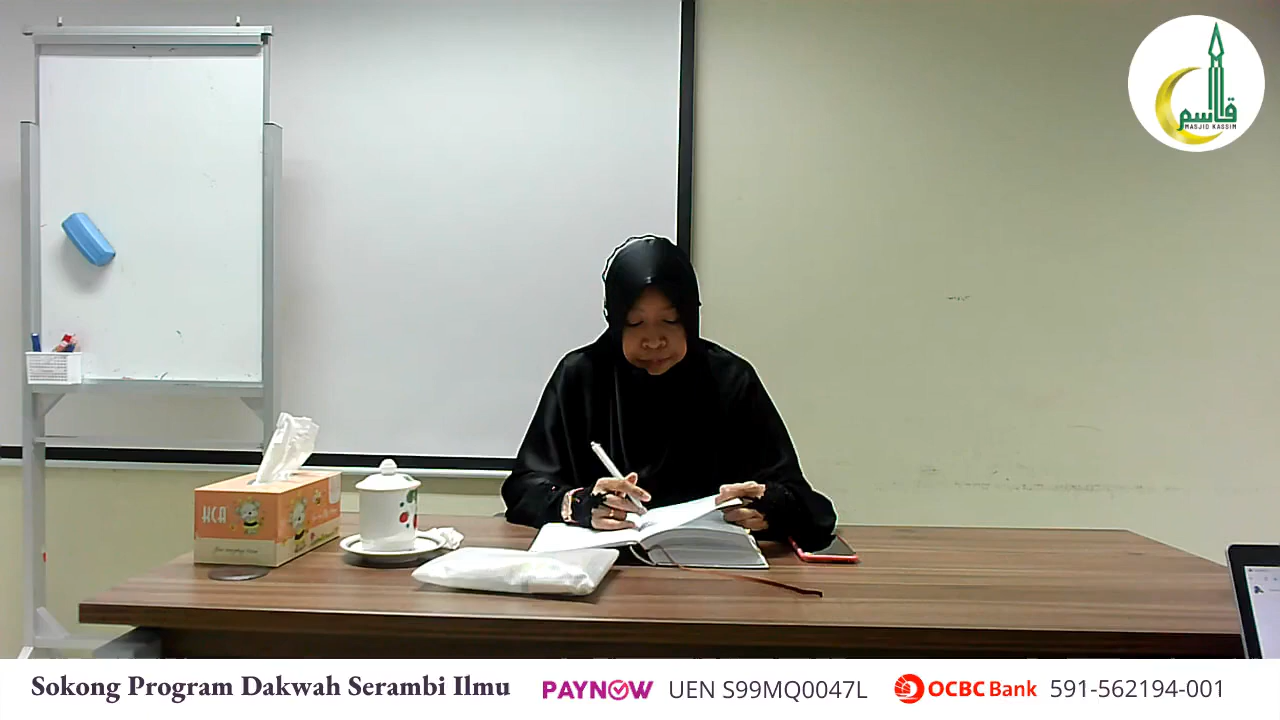 قاسم
MASJID KASSIM
HCA
Sokong Program Dakwah Serambi Ilmu
PAYNOW UEN S99MQ0047L
OCBC Bank 591-562194-001